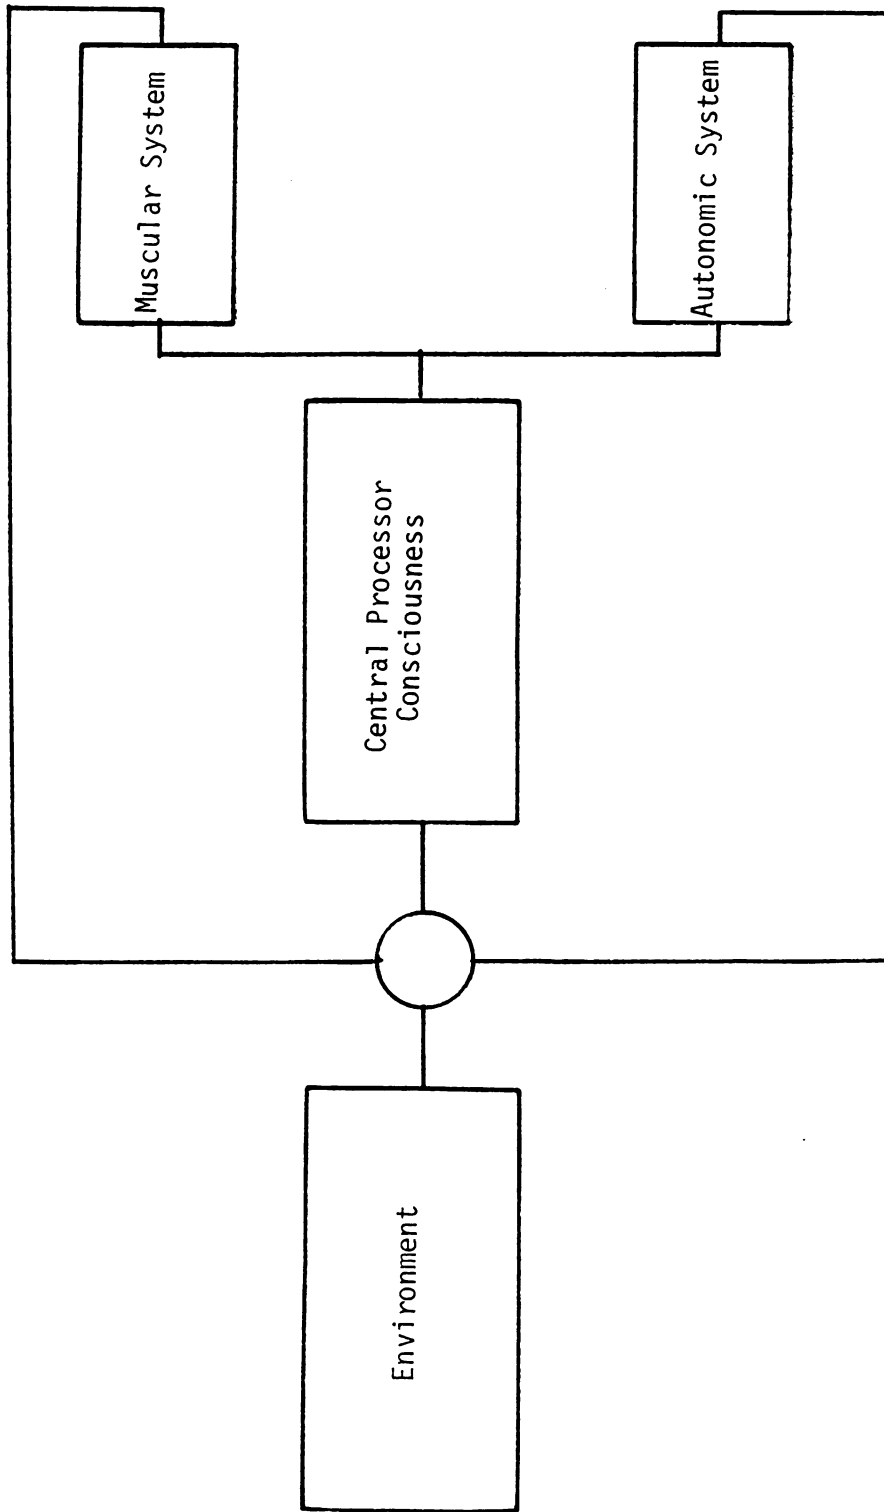 Environment
Central Processor
Consciousness
Muscular System
Autonomic System